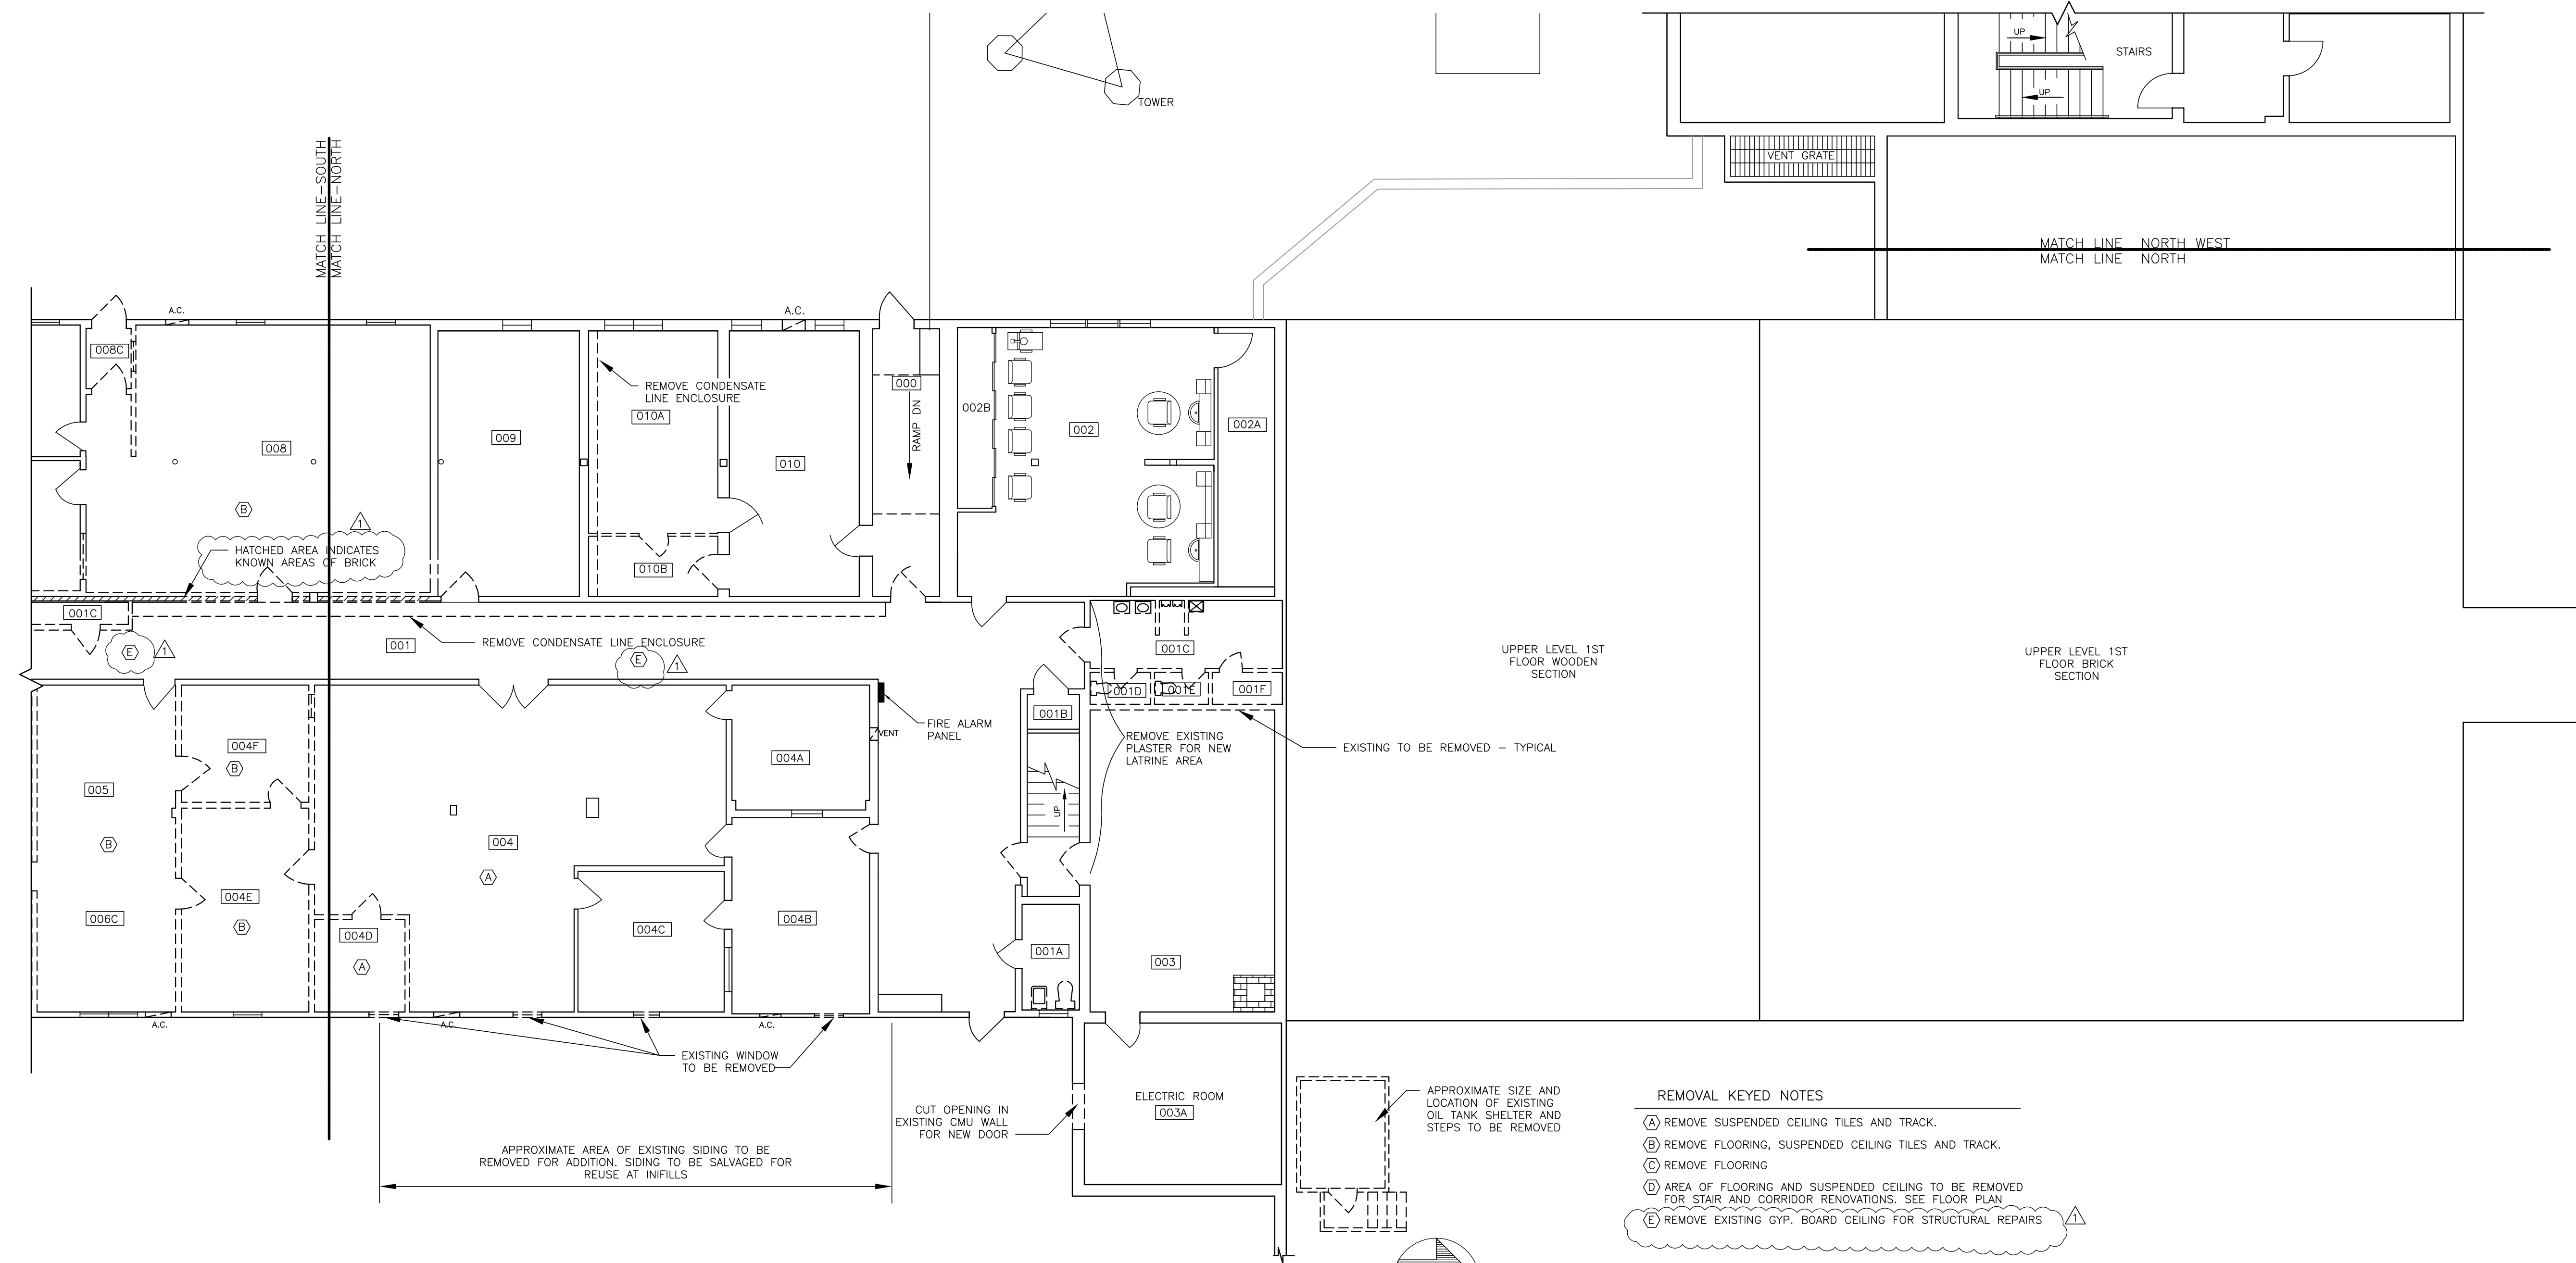 UP
STAIRS
UP
TOWER
VENT GRATE
MATCH LINE-SOUTH
MATCH LINE-NORTH
MATCH LINE NORTH WEST
MATCH LINE NORTH
A.C.
A.C.
008C
REMOVE CONDENSATE
LINE ENCLOSURE
010A
000
RAMP DN
002B
002
002A
008
009
010
B
1
HATCHED AREA INDICATES
KNOWN AREAS OF BRICK
010B
001C
E
1
001
REMOVE CONDENSATE LINE ENCLOSURE
E
1
001C
001D
001E
001F
UPPER LEVEL 1ST
FLOOR WOODEN
SECTION
UPPER LEVEL 1ST
FLOOR BRICK
SECTION
001B
FIRE ALARM
PANEL
VENT
REMOVE EXISTING
PLASTER FOR NEW
LATRINE AREA
EXISTING TO BE REMOVED - TYPICAL
004F
B
004A
005
UP
B
004
A
004E
B
006C
004D
A
004C
004B
001A
003
A.C.
A.C.
A.C.
EXISTING WINDOW
TO BE REMOVED
CUT OPENING IN
EXISTING CMU WALL
FOR NEW DOOR
ELECTRIC ROOM
003A
APPROXIMATE SIZE AND
LOCATION OF EXISTING
OIL TANK SHELTER AND
STEPS TO BE REMOVED
APPROXIMATE AREA OF EXISTING SIDING TO BE
REMOVED FOR ADDITION. SIDING TO BE SALVAGED FOR
REUSE AT INIFILLS
REMOVAL KEYED NOTES
A REMOVE SUSPENDED CEILING TILES AND TRACK.
B REMOVE FLOORING, SUSPENDED CEILING TILES AND TRACK.
C REMOVE FLOORING
D AREA OF FLOORING AND SUSPENDED CEILING TO BE REMOVED
FOR STAIR AND CORRIDOR RENOVATIONS. SEE FLOOR PLAN
E REMOVE EXISTING GYP. BOARD CEILING FOR STRUCTURAL REPAIRS
1